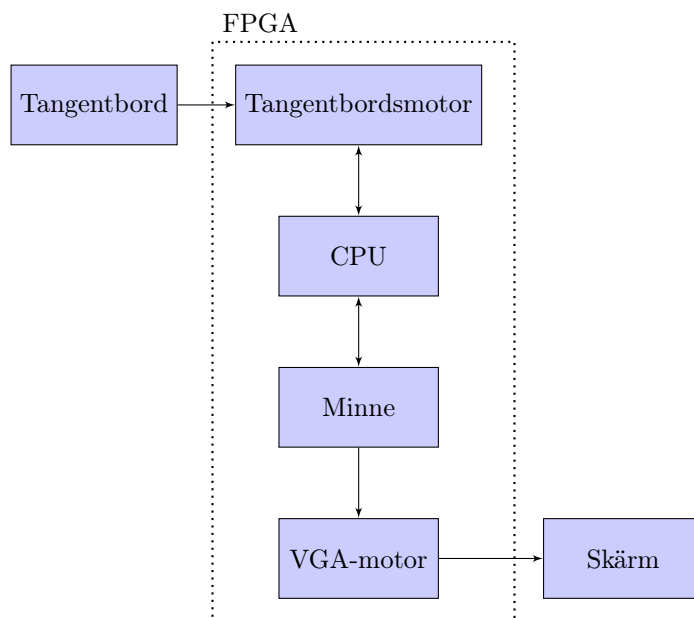 FPGA
Tangentbord
Tangentbordsmotor
CPU
Minne
VGA-motor
Skärm